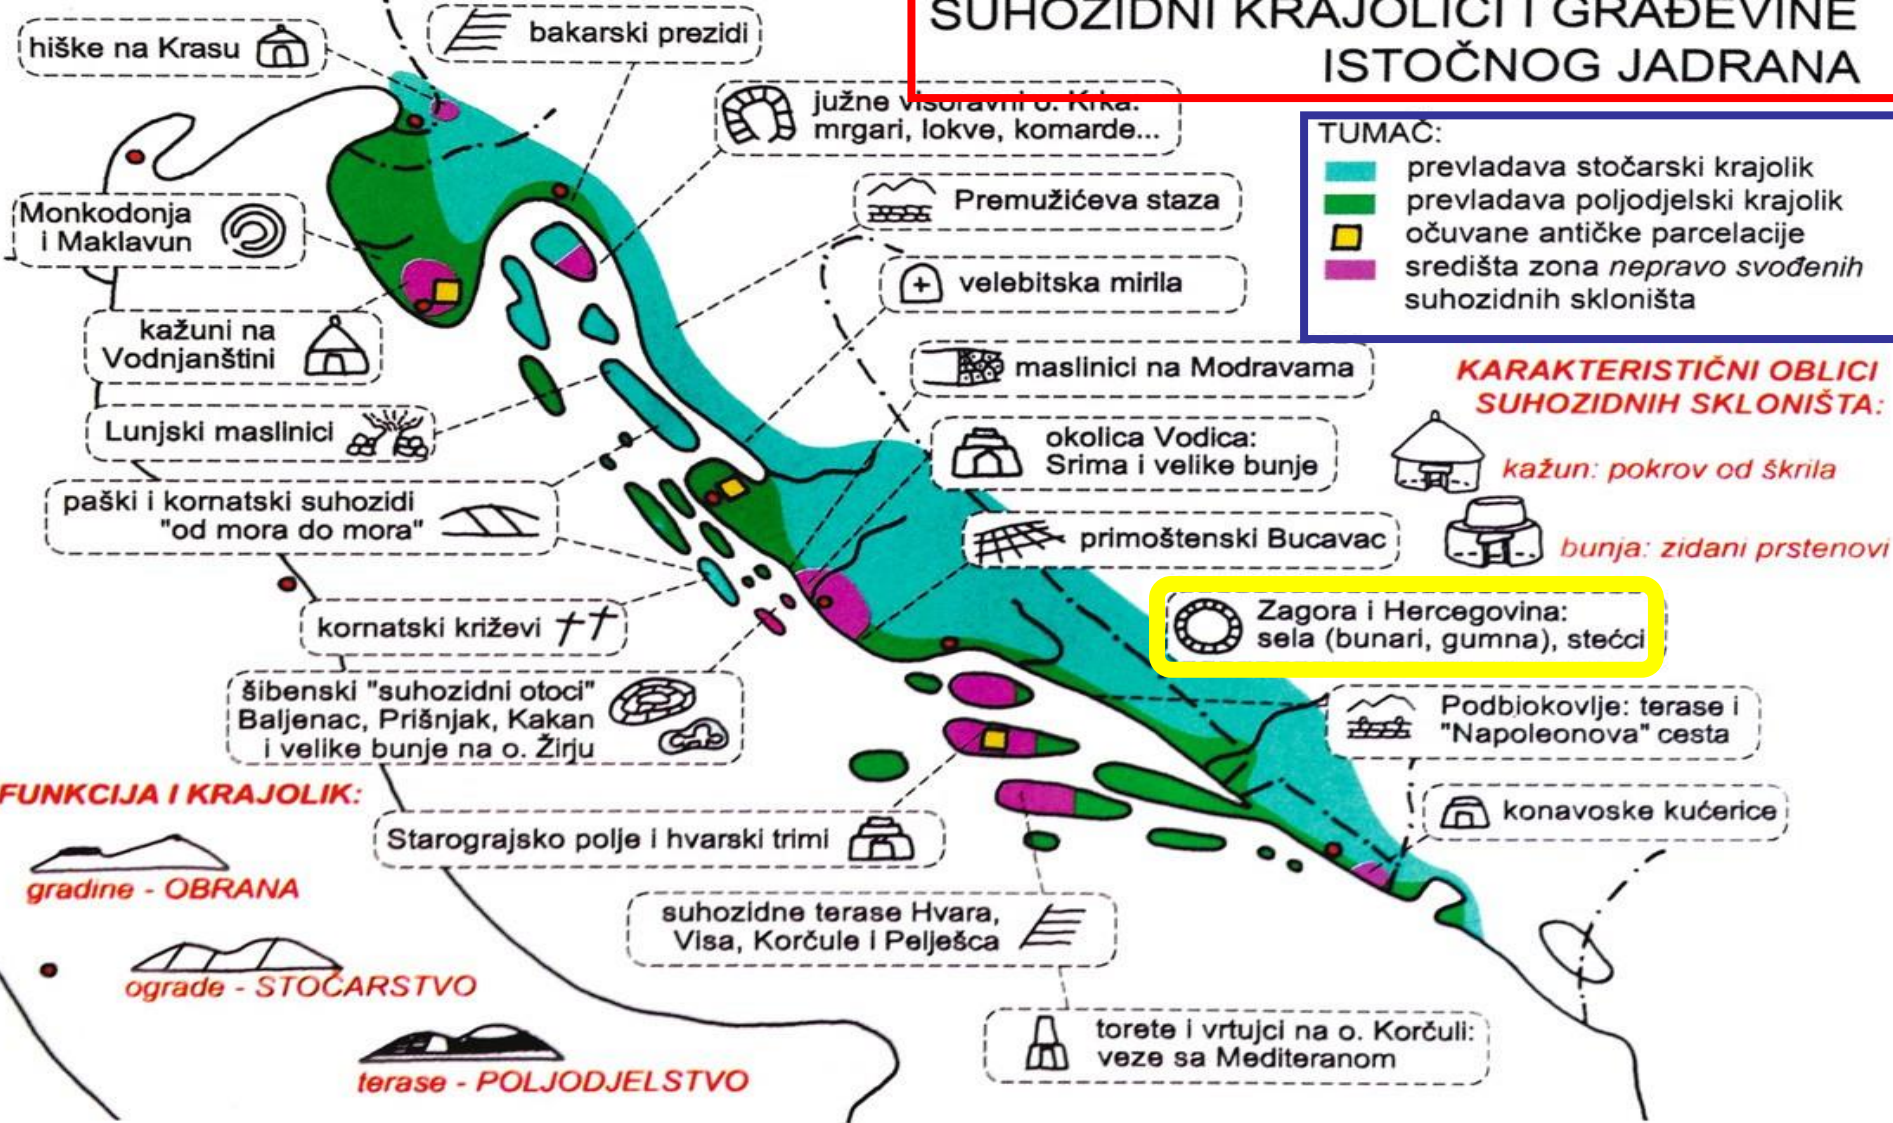 SUHOZIDNI KRAJOLICI I GRAĐEVINE
ISTOČNOG JADRANA
hiške na Krasu
bakarski prezidi
južne visoravni o. Krka:
mrgari, lokve, komarde...
TUMAČ:
prevladava stočarski krajolik
prevladava poljodjelski krajolik
očuvane antičke parcelacije
središta zona nepravo svođenih
suhozidnih skloništa
Monkodonja
i Maklavun
Premužićeva staza
velebitska mirila
kažuni na
Vodnjanštini
maslinici na Modravama
KARAKTERISTIČNI OBLICI
SUHOZIDNIH SKLONIŠTA:
kažun: pokrov od škrila
bunja: zidani prstenovi
Lunjski maslinici
okolica Vodica:
Srima i velike bunje
paški i kornatski suhozidi
"od mora do mora"
primoštenski Bucavac
kornatski križevi
Zagora i Hercegovina:
sela (bunari, gumna), stećci
šibenski "suhozidni otoci"
Baljenac, Prišnjak, Kakan
i velike bunje na o. Žirju
Podbiokovlje: terase i
"Napoleonova" cesta
FUNKCIJA I KRAJOLIK:
gradine - OBRANA
ograde - STOČARSTVO
terase - POLJODJELSTVO
Starograjsko polje i hvarski trimi
konavoske kućerice
suhozidne terase Hvara,
Visa, Korčule i Pelješca
torete i vrtujci na o. Korčuli:
veze sa Mediteranom